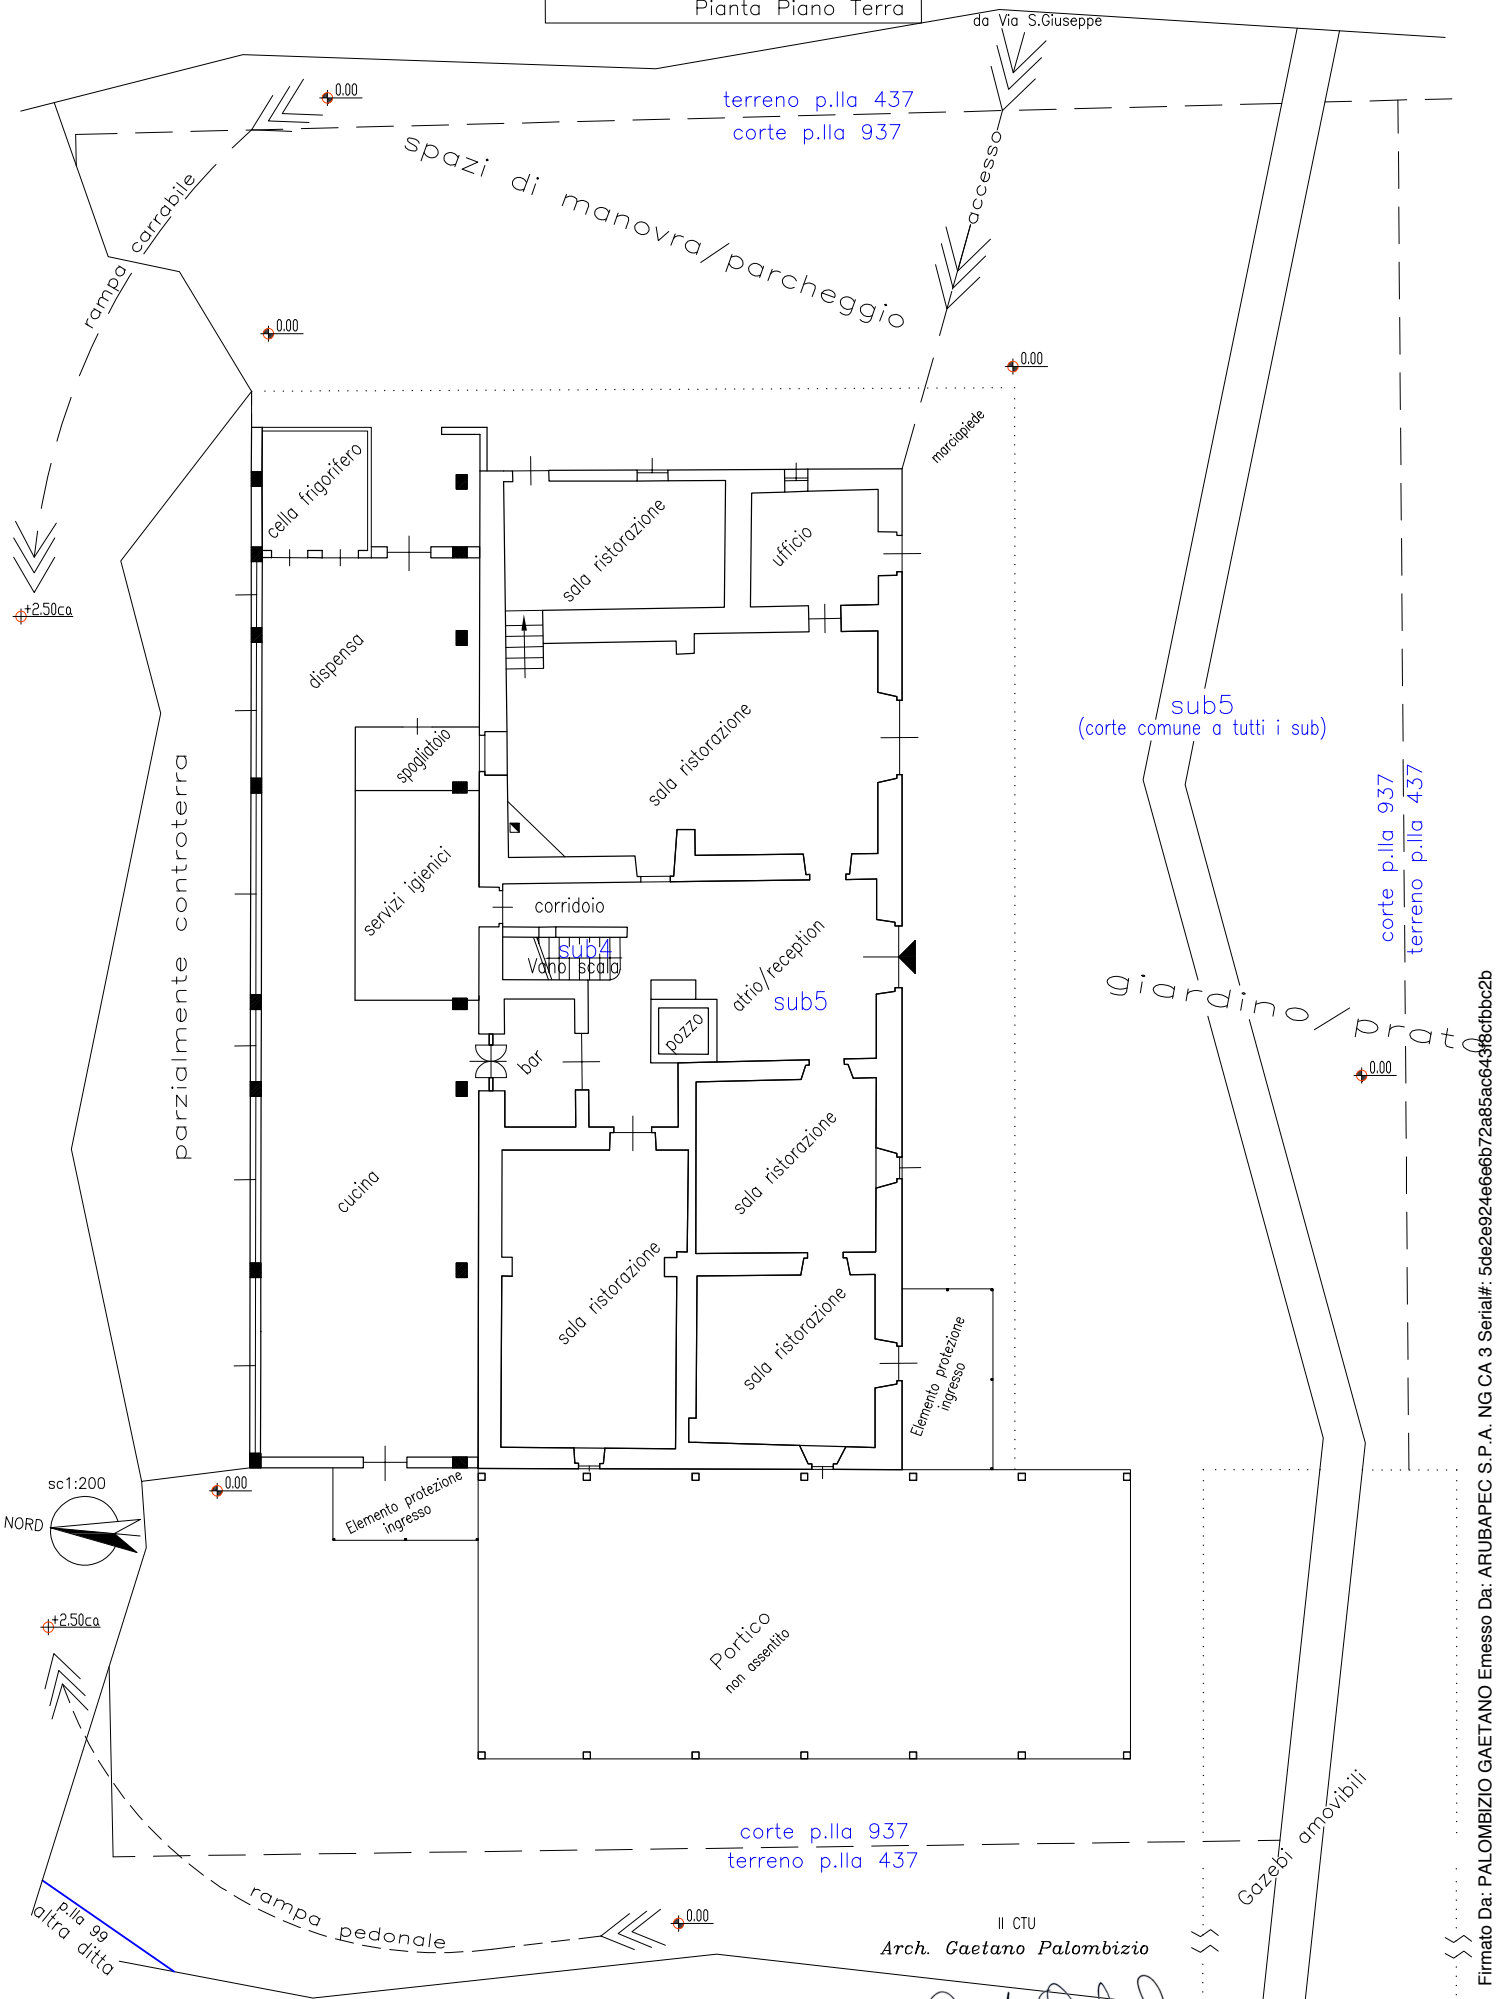 Pianta Piano Terra
da Via S.Giuseppe
0.00
terreno p.lla 437
corte p.lla 937
spazi di manovra/parcheggio
accesso
rampa carrabile
0.00
0.00
marciapiede
cella frigorifero
sala ristorazione
ufficio
+2.50ca
dispensa
sub5
(corte comune a tutti i sub)
spogliatoio
sala ristorazione
corte p.lla 937
terreno p.lla 437
parzialmente controterra
servizi igienici
corridoio
sub4
Vano scala
atrio/reception
sub5
giardino/prato
pozzo
bar
0.00
cucina
sala ristorazione
sala ristorazione
sala ristorazione
Elemento protezione
ingresso
sc1:200
NORD
0.00
Elemento protezione
ingresso
+2.50ca
Portico
non assentito
corte p.lla 937
terreno p.lla 437
Gazebi amovibili
rampa pedonale
0.00
p.lla 99
altra ditta
Il CTU
Arch. Gaetano Palombizio
Firmato Da: PALOMBIZIO GAETANO Emesso Da: ARUBAPEC S.P.A. NG CA 3 Serial#: 5de2e924e6e6b72a85ac643f8cfbbc2b